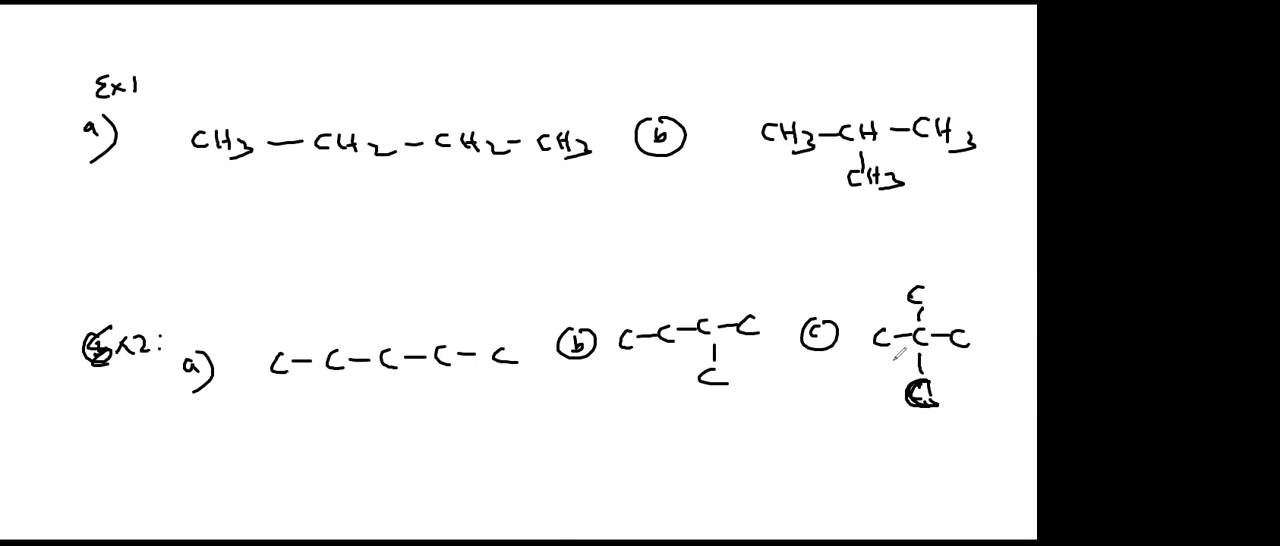 Ex1
a) CH3 — CH2 — CH2 — CH3 (b) CH3—CH—CH3
CH3
C
Ex2: a) C—C—C—C—C (b) C—C—C—C (c) C—C—C
C C